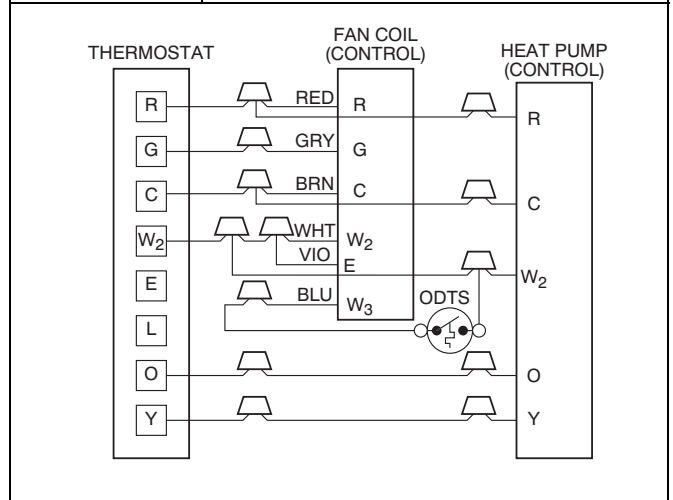 FAN COIL
(CONTROL)
THERMOSTAT
HEAT PUMP
(CONTROL)
R RED R R
G GRY G
C BRN C C
W2 WHT W2 W2
VIO E
E BLU W3 ODTS
L
O O
Y Y